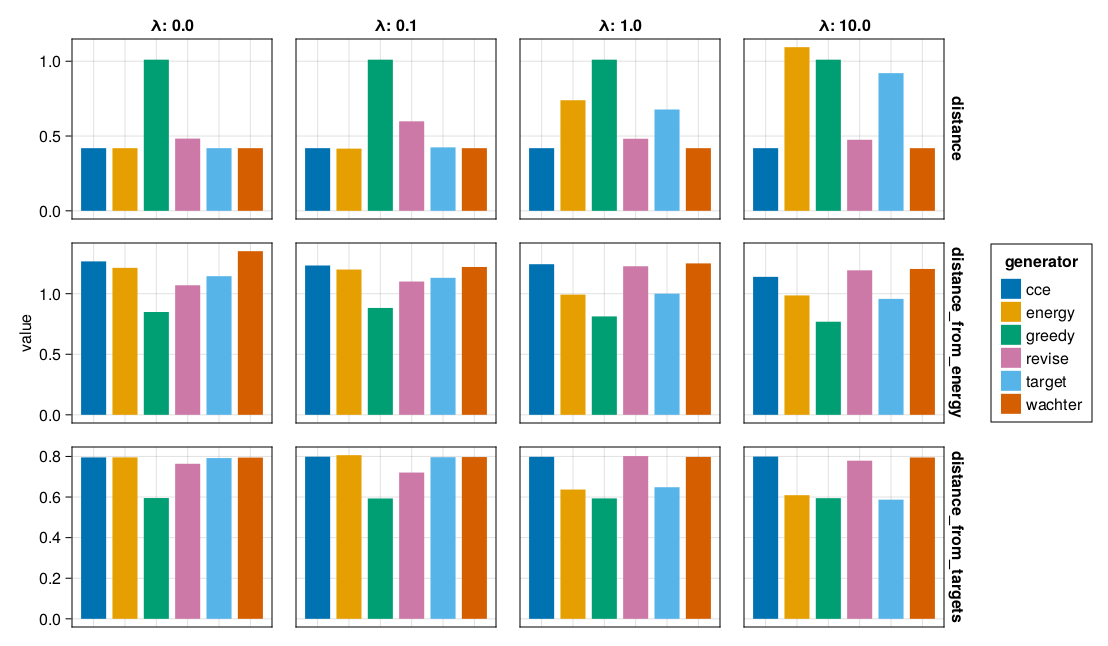 λ: 0.0
λ: 0.1
λ: 1.0
λ: 10.0
1.0
0.5
0.0
distance
1.0
0.5
0.0
distance_from_energy
value
0.8
0.6
0.4
0.2
0.0
distance_from_targets
generator
cce
energy
greedy
revise
target
wachter